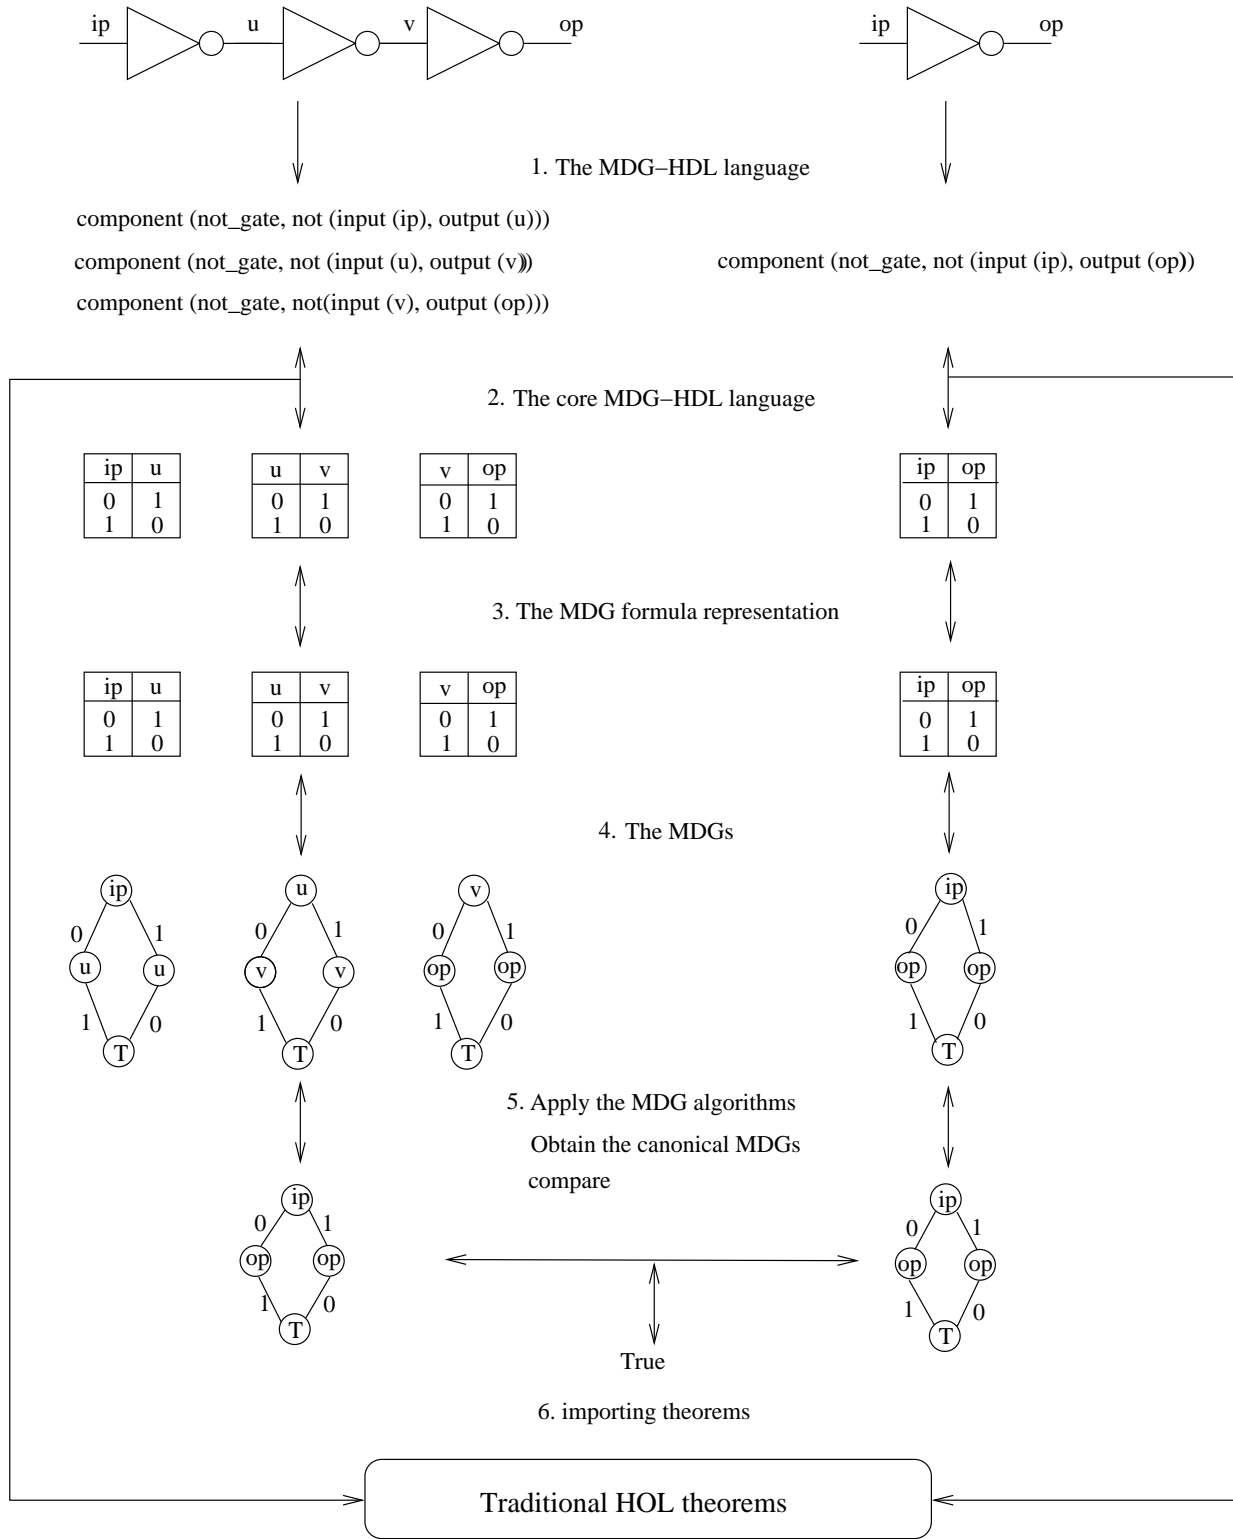 ip u v op ip op
1. The MDG–HDL language
component (not_gate, not (input (ip), output (u)))
component (not_gate, not (input (u), output (v)))
component (not_gate, not (input (ip), output (op))
component (not_gate, not(input (v), output (op)))
2. The core MDG–HDL language
ip u u v v op ip op
0 1 0 1 0 1 0 1
1 0 1 0 1 0 1 0
3. The MDG formula representation
ip u u v v op ip op
0 1 0 1 0 1 0 1
1 0 1 0 1 0 1 0
4. The MDGs
ip u v ip
0 1 0 1 0 1 0 1
u u v v op op op op
1 0 1 0 1 0 1 0
T T T T
5. Apply the MDG algorithms
Obtain the canonical MDGs
compare
ip ip
0 1 0 1
op op op op
1 0 1 0
T T
True
6. importing theorems
Traditional HOL theorems